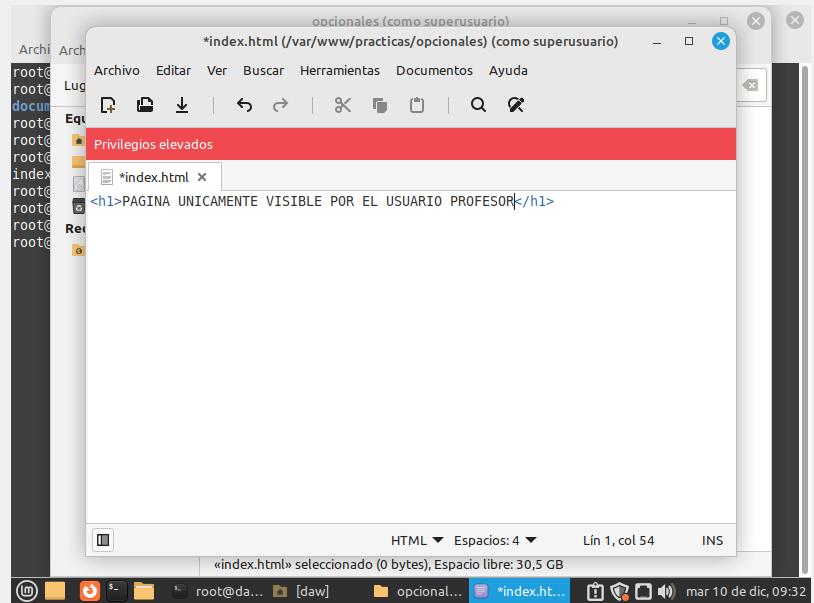 opcionales (como superusuario)
*index.html (/var/www/practicas/opcionales) (como superusuario)
Archi
Arch
Archivo Editar Ver Buscar Herramientas Documentos Ayuda
root@
root@
Lug
docum
Privilegios elevados
Equ
root@
root@
root@
*index.html
index
root@
<h1>PAGINA UNICAMENTE VISIBLE POR EL USUARIO PROFESOR</h1>
root@
root@
Rec
root@
HTML Espacios: 4 Lín 1, col 54 INS
«index.html» seleccionado (0 bytes), Espacio libre: 30,5 GB
root@da... [daw] opcional... *index.ht... mar 10 de dic, 09:32